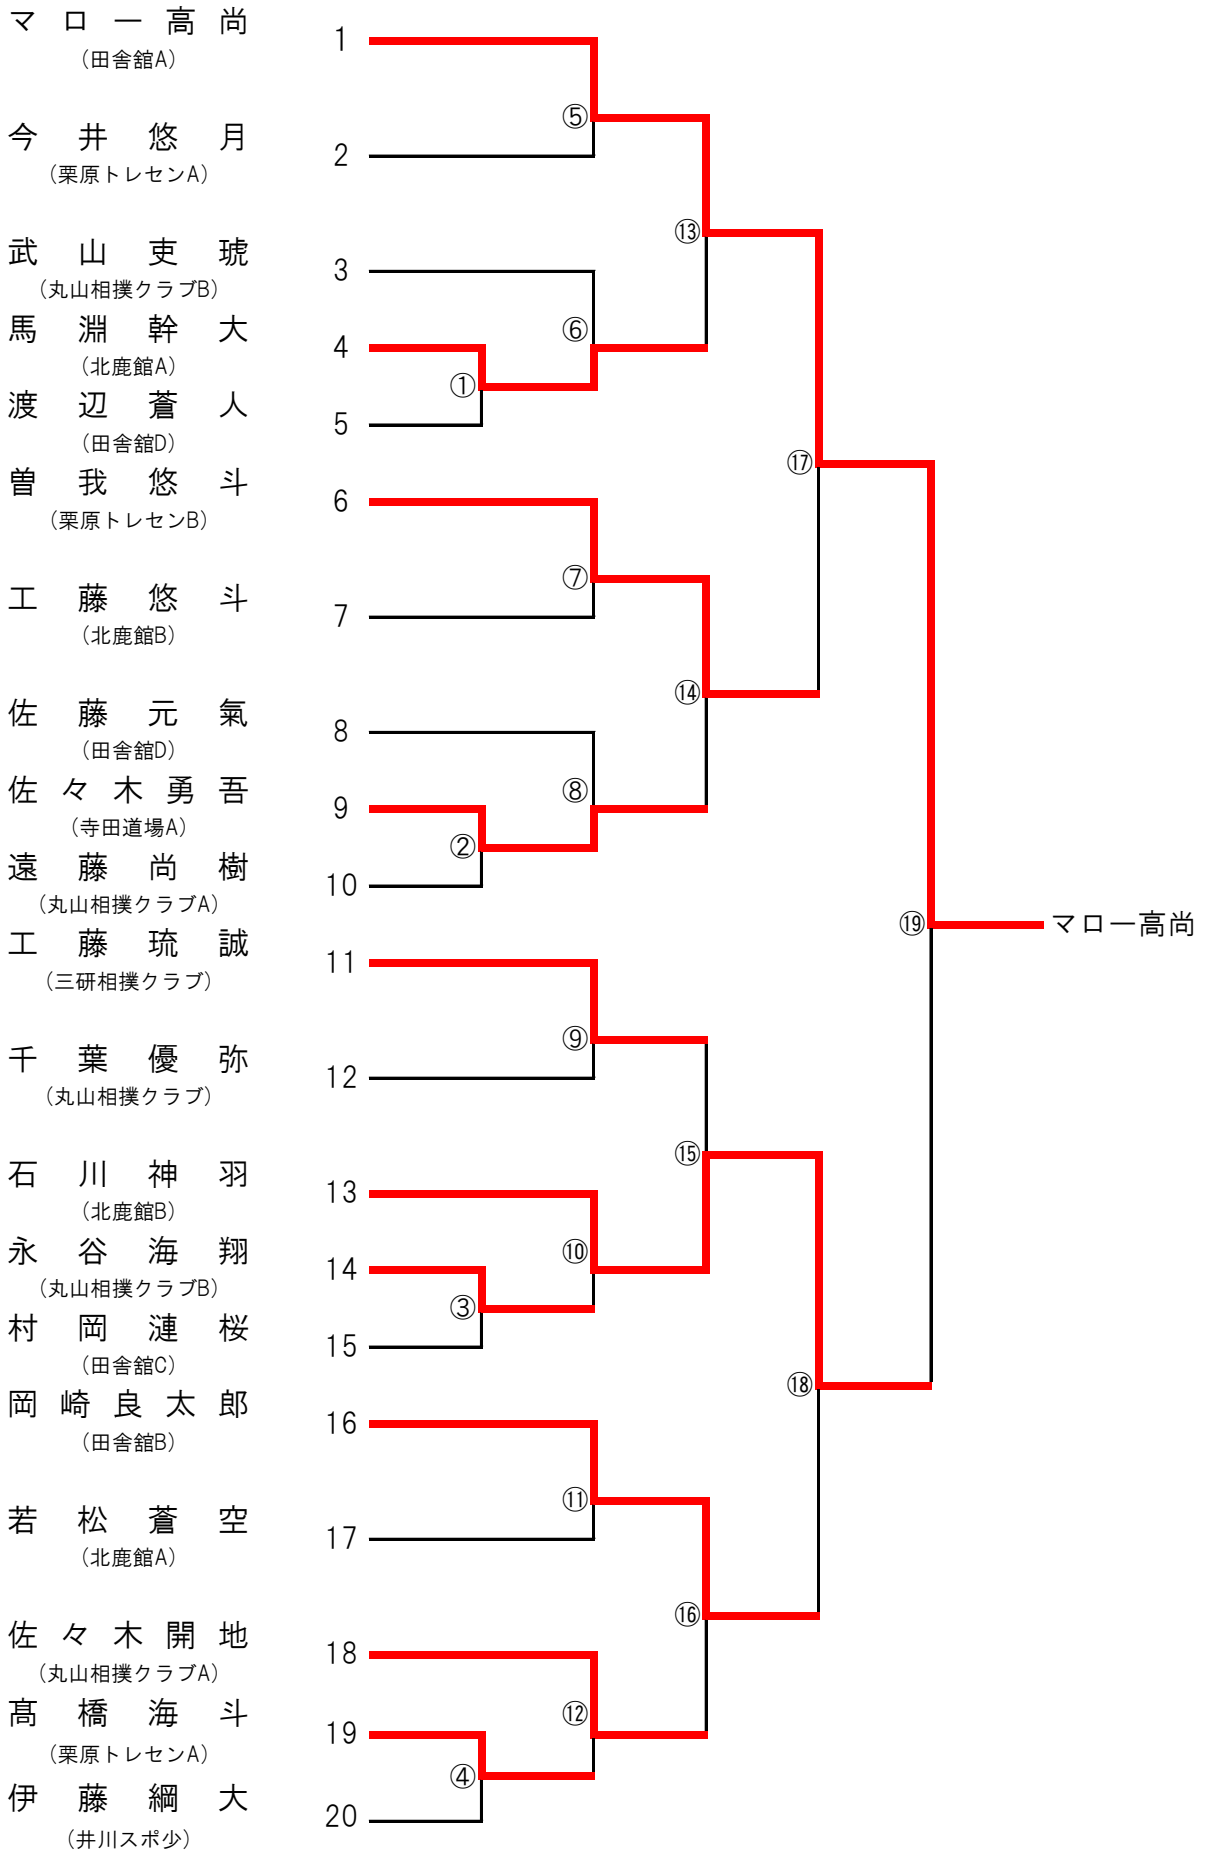 マロー高尚 1
（田舎舘A）
⑤
今井悠月 2
（栗原トレセンA）
⑬
武山吏琥 3
（丸山相撲クラブB）
⑥
馬淵幹大 4
（北鹿館A）
①
渡辺蒼人 5
（田舎舘D）
⑰
曽我悠斗 6
（栗原トレセンB）
⑦
工藤悠斗 7
（北鹿館B）
⑭
佐藤元氣 8
（田舎舘D）
⑧
佐々木勇吾 9
（寺田道場A）
②
遠藤尚樹 10
（丸山相撲クラブA）
⑲ マロー高尚
工藤琉誠 11
（三研相撲クラブ）
⑨
千葉優弥 12
（丸山相撲クラブ）
⑮
石川神羽 13
（北鹿館B）
⑩
永谷海翔 14
（丸山相撲クラブB）
③
村岡漣桜 15
（田舎舘C）
⑱
岡崎良太郎 16
（田舎舘B）
⑪
若松蒼空 17
（北鹿館A）
⑯
佐々木開地 18
（丸山相撲クラブA）
⑫
髙橋海斗 19
（栗原トレセンA）
④
伊藤綱大 20
（井川スポ少）